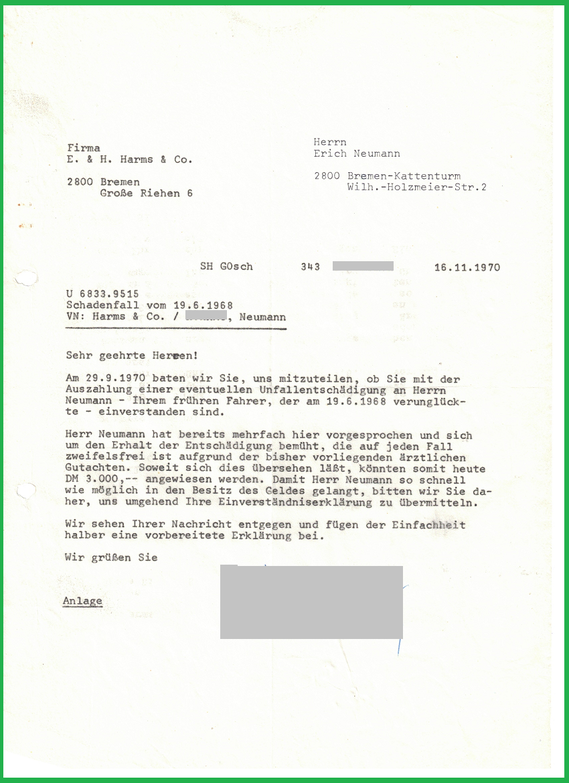 Firma
E. & H. Harms & Co.
2800 Bremen
Große Riehen 6
Herrn
Erich Neumann
2800 Bremen-Kattenturm
Wilh.-Holzmeier-Str.2
SH GOsch 343 16.11.1970
U 6833.9515
Schadenfall vom 19.6.1968
VN: Harms & Co. / , Neumann
Sehr geehrte Herren!
Am 29.9.1970 baten wir Sie, uns mitzuteilen, ob Sie mit der
Auszahlung einer eventuellen Unfallentschädigung an Herrn
Neumann - Ihrem frühren Fahrer, der am 19.6.1968 verunglück-
te - einverstanden sind.
Herr Neumann hat bereits mehrfach hier vorgesprochen und sich
um den Erhalt der Entschädigung bemüht, die auf jeden Fall
zweifelsfrei ist aufgrund der bisher vorliegenden ärztlichen
Gutachten. Soweit sich dies übersehen läßt, könnten somit heute
DM 3.000,-- angewiesen werden. Damit Herr Neumann so schnell
wie möglich in den Besitz des Geldes gelangt, bitten wir Sie da-
her, uns umgehend Ihre Einverständniserklärung zu übermitteln.
Wir sehen Ihrer Nachricht entgegen und fügen der Einfachheit
halber eine vorbereitete Erklärung bei.
Wir grüßen Sie
Anlage